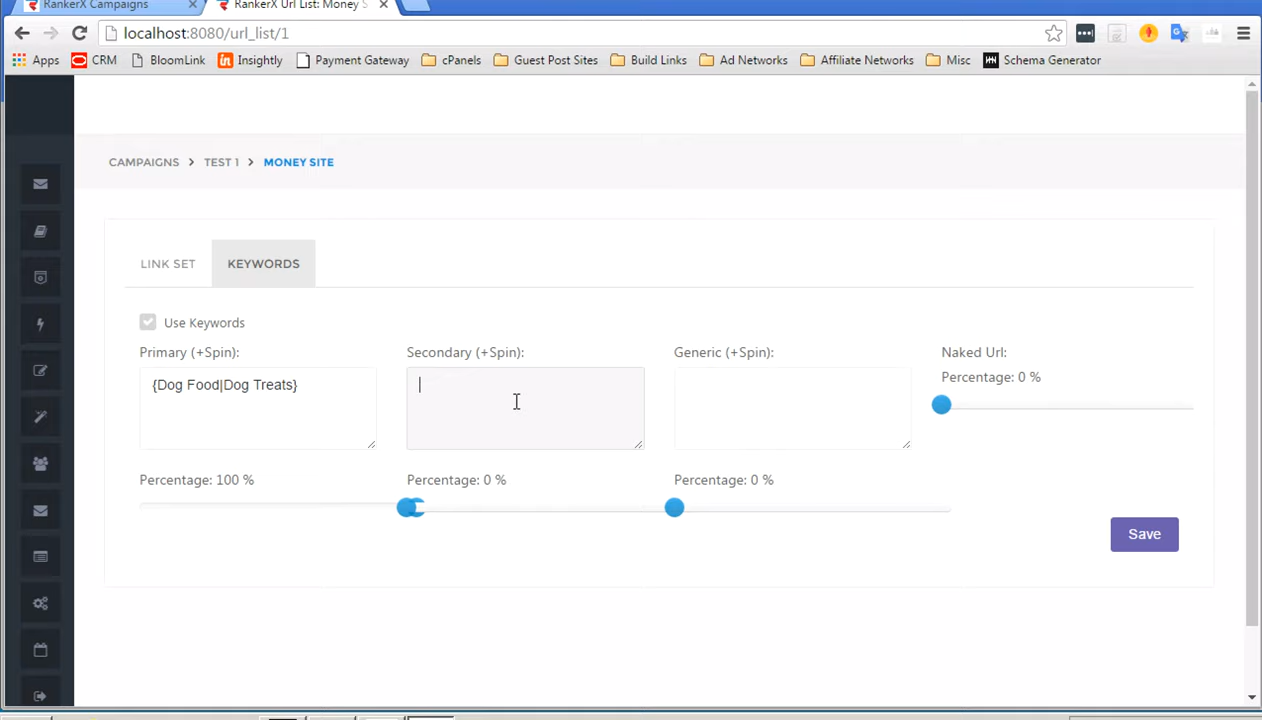 RankerX Campaigns
RankerX Url List: Money S
localhost:8080/url_list/1
Apps CRM BloomLink Insightly Payment Gateway cPanels Guest Post Sites Build Links Ad Networks Affiliate Networks Misc Schema Generator
CAMPAIGNS > TEST 1 > MONEY SITE
LINK SET KEYWORDS
Use Keywords
Primary (+Spin): Secondary (+Spin): Generic (+Spin): Naked Url:
Percentage: 0 %
{Dog Food|Dog Treats}
Percentage: 100 % Percentage: 0 % Percentage: 0 %
Save